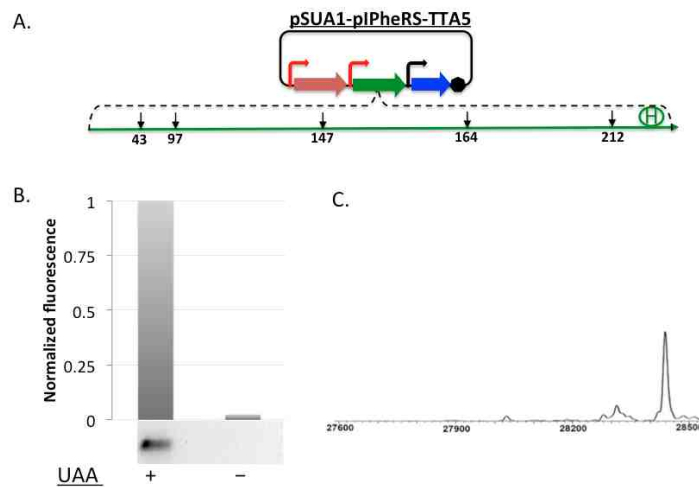 A.
pSUA1-pIPheRS-TTA5
H
43 97 147 164 212
B.
Normalized fluorescence
1
0.75
0.5
0.25
0
UAA + –
C.
27600 27900 28200 2850